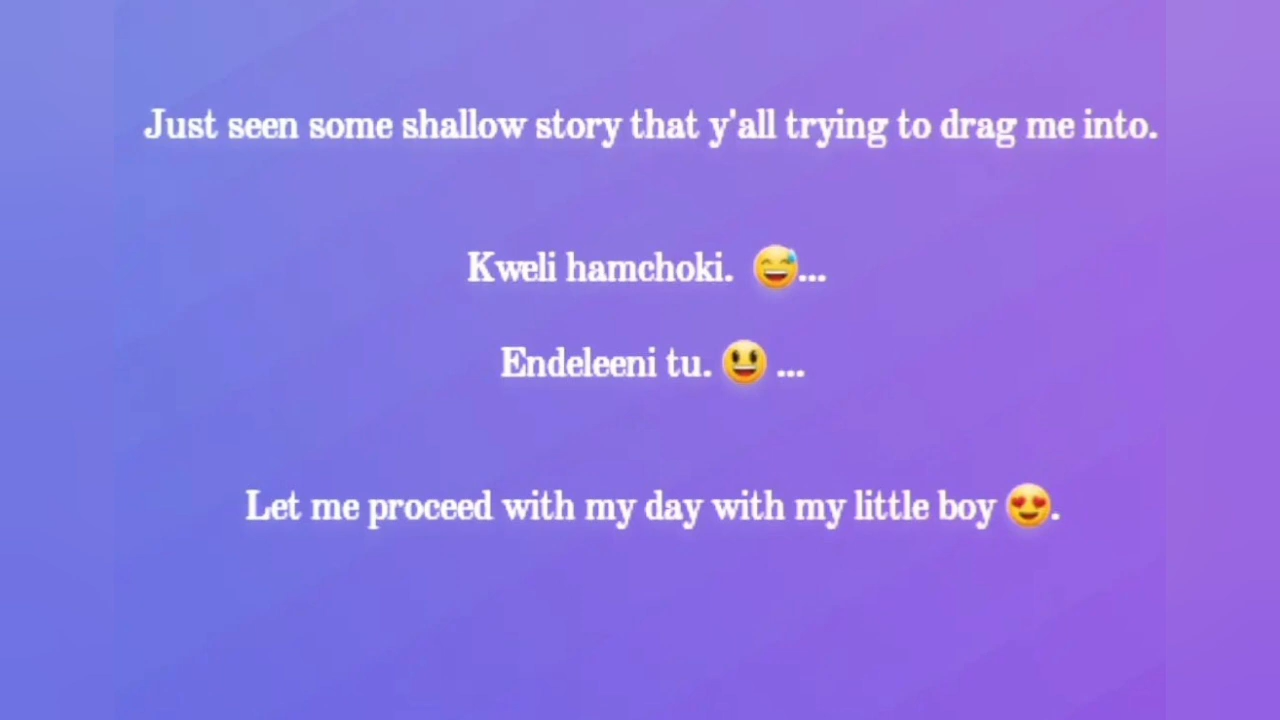 Just seen some shallow story that y'all trying to drag me into.
Kweli hamchoki. 😅...
Endeleeni tu. 😃 ...
Let me proceed with my day with my little boy 😍.